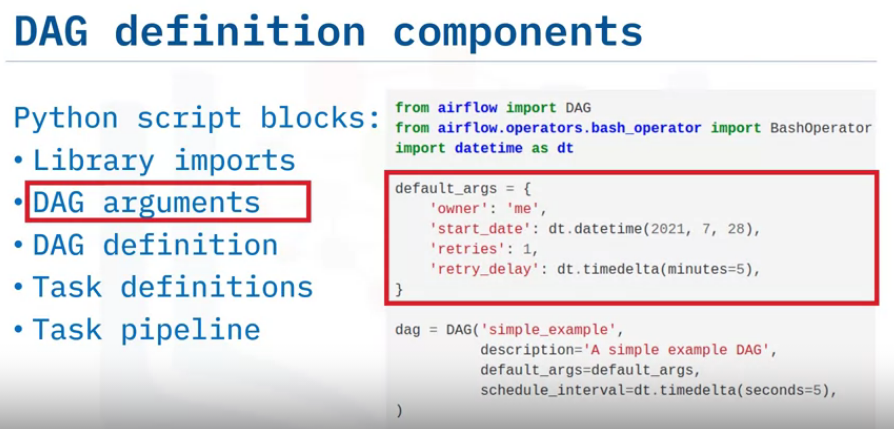 DAG definition components
Python script blocks:
• Library imports
• DAG arguments
• DAG definition
• Task definitions
• Task pipeline
from airflow import DAG
from airflow.operators.bash_operator import BashOperator
import datetime as dt
default_args = {
    'owner': 'me',
    'start_date': dt.datetime(2021, 7, 28),
    'retries': 1,
    'retry_delay': dt.timedelta(minutes=5),
}
dag = DAG('simple_example',
          description='A simple example DAG',
          default_args=default_args,
          schedule_interval=dt.timedelta(seconds=5),
)